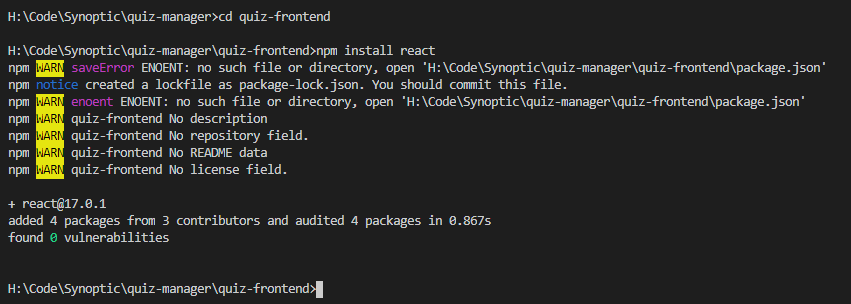 H:\Code\Synoptic\quiz-manager>cd quiz-frontend
H:\Code\Synoptic\quiz-manager\quiz-frontend>npm install react
npm WARN saveError ENOENT: no such file or directory, open 'H:\Code\Synoptic\quiz-manager\quiz-frontend\package.json'
npm notice created a lockfile as package-lock.json. You should commit this file.
npm WARN enoent ENOENT: no such file or directory, open 'H:\Code\Synoptic\quiz-manager\quiz-frontend\package.json'
npm WARN quiz-frontend No description
npm WARN quiz-frontend No repository field.
npm WARN quiz-frontend No README data
npm WARN quiz-frontend No license field.
+ react@17.0.1
added 4 packages from 3 contributors and audited 4 packages in 0.867s
found 0 vulnerabilities
H:\Code\Synoptic\quiz-manager\quiz-frontend>